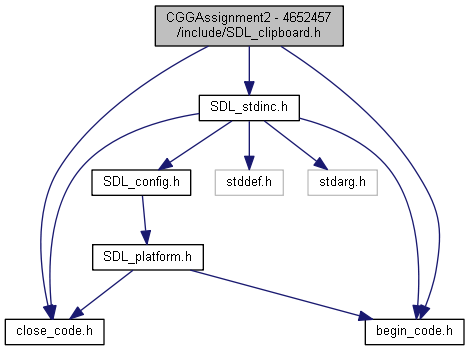 CGGAssignment2 - 4652457
/include/SDL_clipboard.h
SDL_stdinc.h
SDL_config.h
stddef.h
stdarg.h
SDL_platform.h
close_code.h
begin_code.h